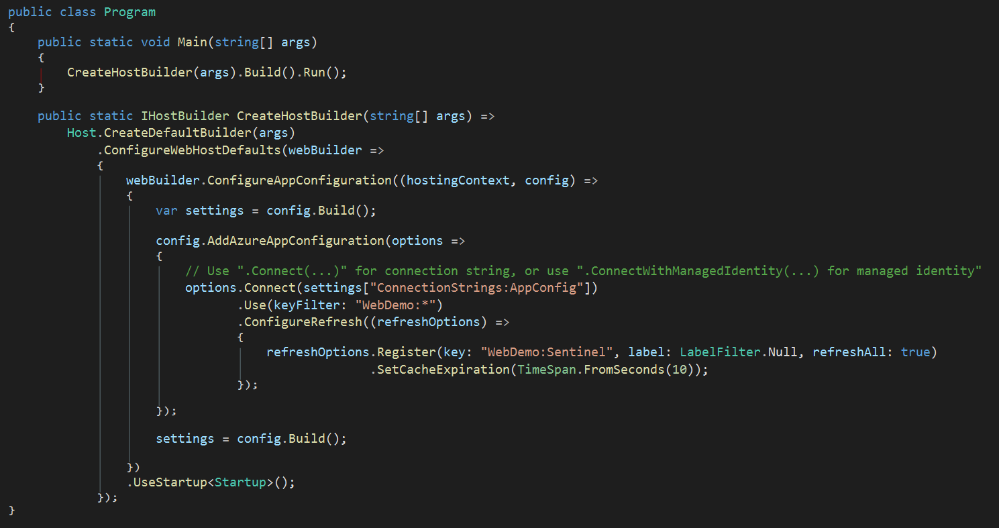 public class Program
{
    public static void Main(string[] args)
    {
        CreateHostBuilder(args).Build().Run();
    }
    public static IHostBuilder CreateHostBuilder(string[] args) =>
        Host.CreateDefaultBuilder(args)
            .ConfigureWebHostDefaults(webBuilder =>
            {
                webBuilder.ConfigureAppConfiguration((hostingContext, config) =>
                {
                    var settings = config.Build();
                    config.AddAzureAppConfiguration(options =>
                    {
                        // Use ".Connect(...)" for connection string, or use ".ConnectWithManagedIdentity(...) for managed identity"
                        options.Connect(settings["ConnectionStrings:AppConfig"])
                               .Use(keyFilter: "WebDemo:*")
                               .ConfigureRefresh((refreshOptions) =>
                               {
                                   refreshOptions.Register(key: "WebDemo:Sentinel", label: LabelFilter.Null, refreshAll: true)
                                                 .SetCacheExpiration(TimeSpan.FromSeconds(10));
                               });
                    });
                    settings = config.Build();
                })
                .UseStartup<Startup>();
            });
}